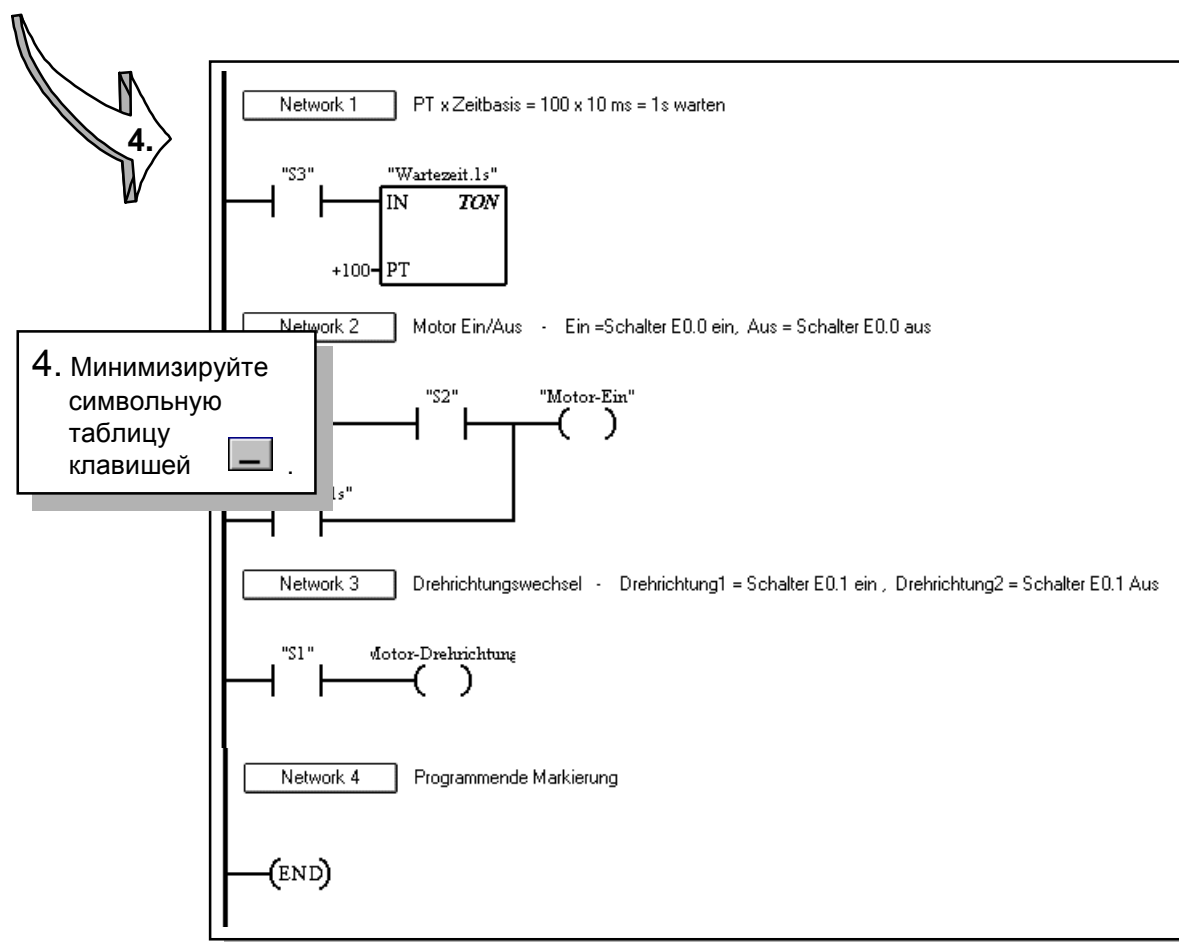 4.
Network 1 PT x Zeitbasis = 100 x 10 ms = 1s warten
"S3" "Wartezeit.1s"
IN TON
+100 PT
Network 2 Motor Ein/Aus - Ein =Schalter E0.0 ein, Aus = Schalter E0.0 aus
4. Минимизируйте
символьную
таблицу
клавишей .
"S2" "Motor-Ein"
1s"
Network 3 Drehrichtungswechsel - Drehrichtung1 = Schalter E0.1 ein , Drehrichtung2 = Schalter E0.1 Aus
"S1" Motor-Drehrichtung
Network 4 Programmende Markierung
(END)